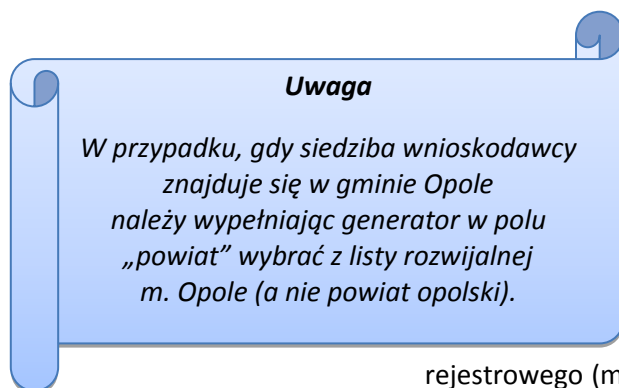 Uwaga
W przypadku, gdy siedziba wnioskodawcy
znajduje się w gminie Opole
należy wypełniając generator w polu
„powiat” wybrać z listy rozwijalnej
m. Opole (a nie powiat opolski).
rejestrowego (m